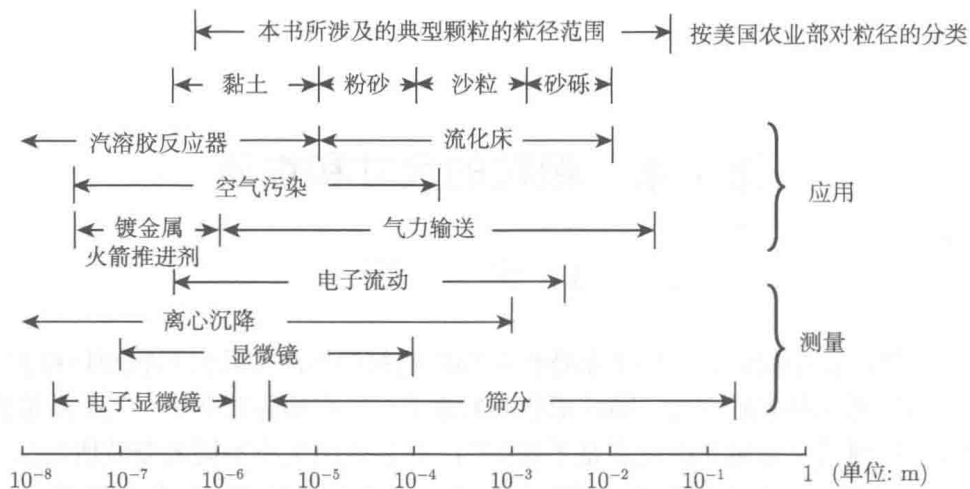 本书所涉及的典型颗粒的粒径范围 按美国农业部对粒径的分类
黏土 粉砂 沙粒 砂砾
汽溶胶反应器 流化床
空气污染 应用
镀金属 气力输送
火箭推进剂
电子流动
离心沉降
显微镜 测量
电子显微镜 筛分
10⁻⁸ 10⁻⁷ 10⁻⁶ 10⁻⁵ 10⁻⁴ 10⁻³ 10⁻² 10⁻¹ 1 (单位: m)